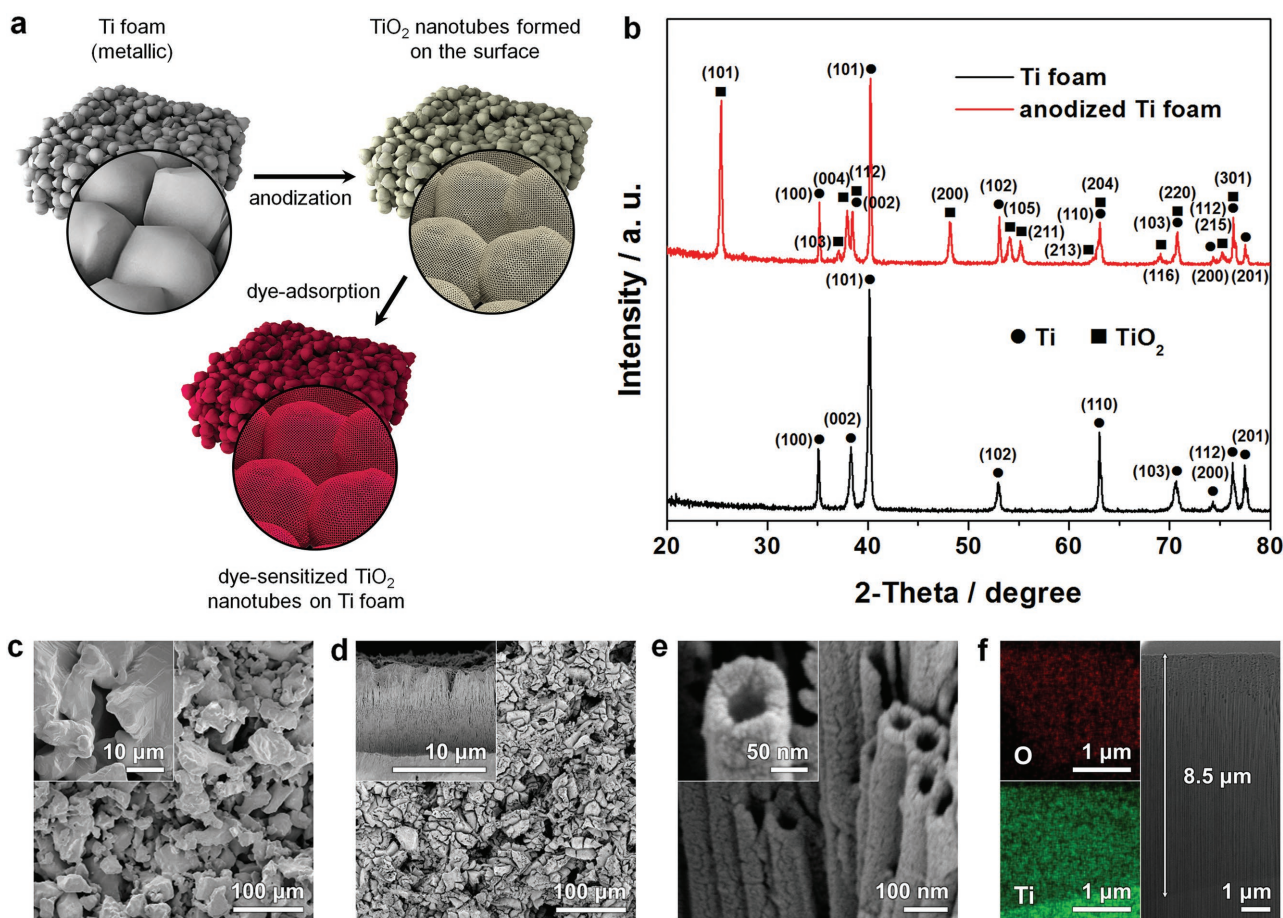 a
Ti foam
(metallic)
TiO₂ nanotubes formed
on the surface
anodization
dye-adsorption
dye-sensitized TiO₂
nanotubes on Ti foam
b
Intensity / a. u.
(101)
(101)
Ti foam
anodized Ti foam
(100)
(103)
(004)
(112)
(002)
(200)
(102)
(105)
(211)
(213)
(110)
(204)
(116)
(103)
(220)
(200)
(215)
(112)
(301)
(201)
Ti
TiO₂
(100)
(002)
(101)
(102)
(110)
(103)
(200)
(112)
(201)
20 30 40 50 60 70 80
2-Theta / degree
c
10 µm
100 µm
d
10 µm
100 µm
e
50 nm
100 nm
f
O
1 µm
Ti
1 µm
8.5 µm
1 µm